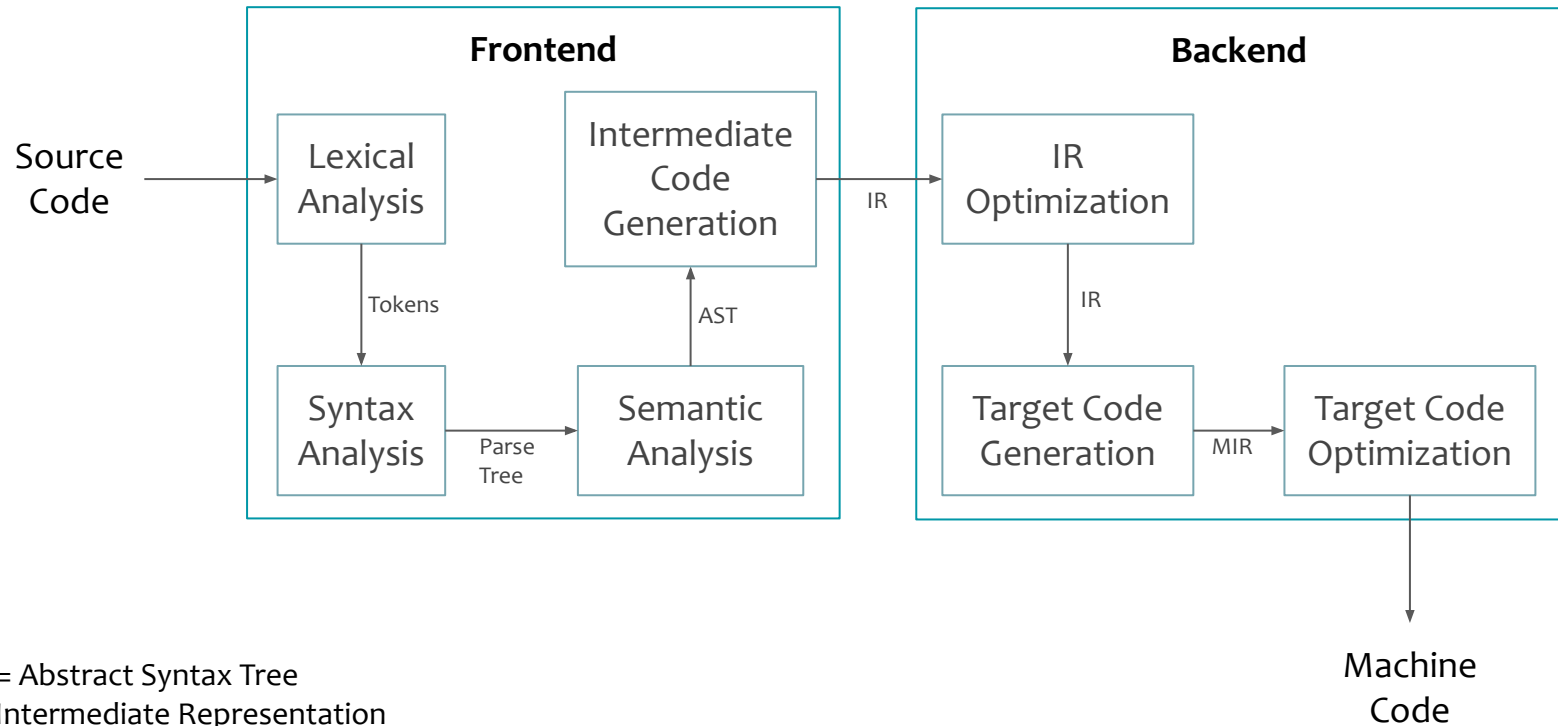 Frontend
Backend
Source
Code
Lexical
Analysis
Intermediate
Code
Generation
IR
IR
Optimization
Tokens
AST
IR
Syntax
Analysis
Parse
Tree
Semantic
Analysis
Target Code
Generation
MIR
Target Code
Optimization
Machine
Code
= Abstract Syntax Tree
Intermediate Representation